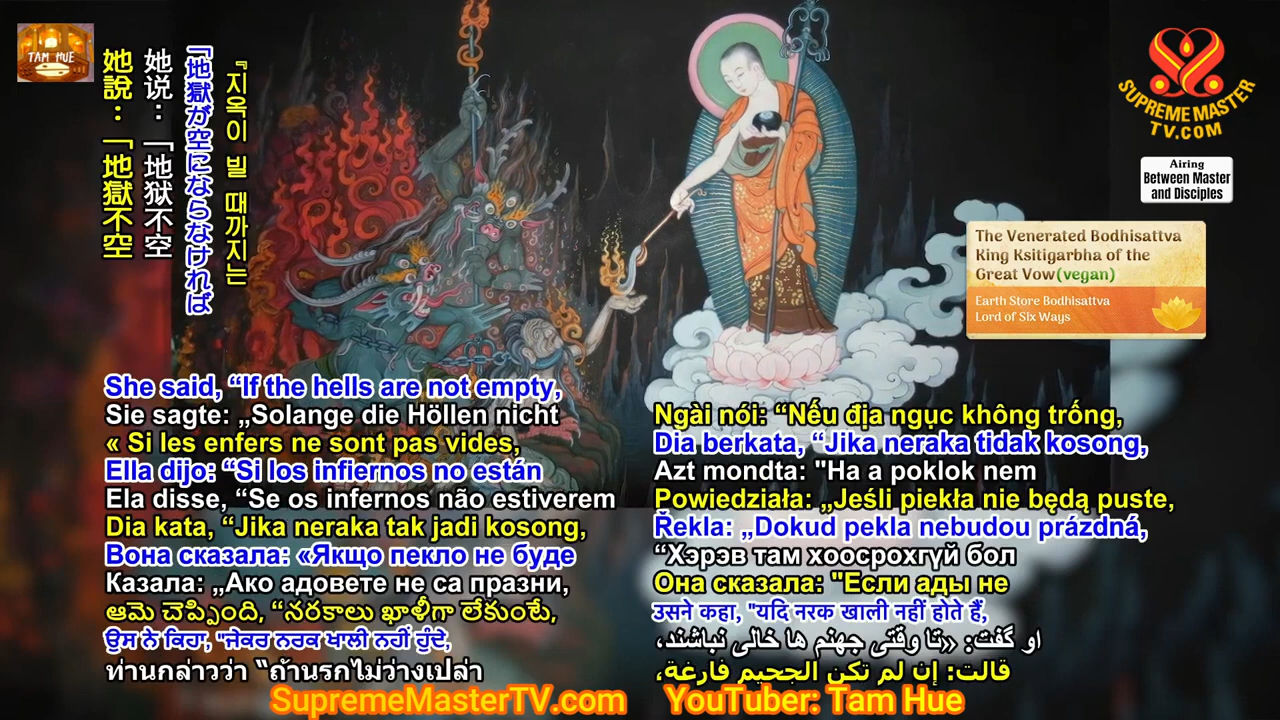 TAM HUE
她說：「地獄不空
她说：「地狱不空
『地獄が空にならなければ
『지옥이 빌 때까지는
SUPREME MASTER
TV.COM
Airing
Between Master
and Disciples
The Venerated Bodhisattva
King Ksitigarbha of the
Great Vow(vegan)
Earth Store Bodhisattva
Lord of Six Ways
She said, “If the hells are not empty,
Sie sagte: „Solange die Höllen nicht
« Si les enfers ne sont pas vides,
Ella dijo: “Si los infiernos no están
Ela disse, “Se os infernos não estiverem
Dia kata, “Jika neraka tak jadi kosong,
Вона сказала: «Якщо пекло не буде
Казала: „Ако адовете не са празни,
ఆమె చెప్పింది, “నరకాలు ఖాళీగా లేకుంటే,
ਉਸ ਨੇ ਕਿਹਾ, "ਜੇਕਰ ਨਰਕ ਖਾਲੀ ਨਹੀਂ ਹੁੰਦੇ,
ท่านกล่าวว่า “ถ้านรกไม่ว่างเปล่า
Ngài nói: “Nếu địa ngục không trống,
Dia berkata, “Jika neraka tidak kosong,
Azt mondta: "Ha a poklok nem
Powiedziała: „Jeśli piekła nie będą puste,
Řekla: „Dokud pekla nebudou prázdná,
“Хэрэв там хоосрохгүй бол
Она сказала: "Если ады не
उसने कहा, "यदि नरक खाली नहीं होते हैं,
او گفت: «تا وقتی جهنم ها خالی نباشند،
قالت: إن لم تكن الجحيم فارغة،
SupremeMasterTV.com
YouTuber: Tam Hue